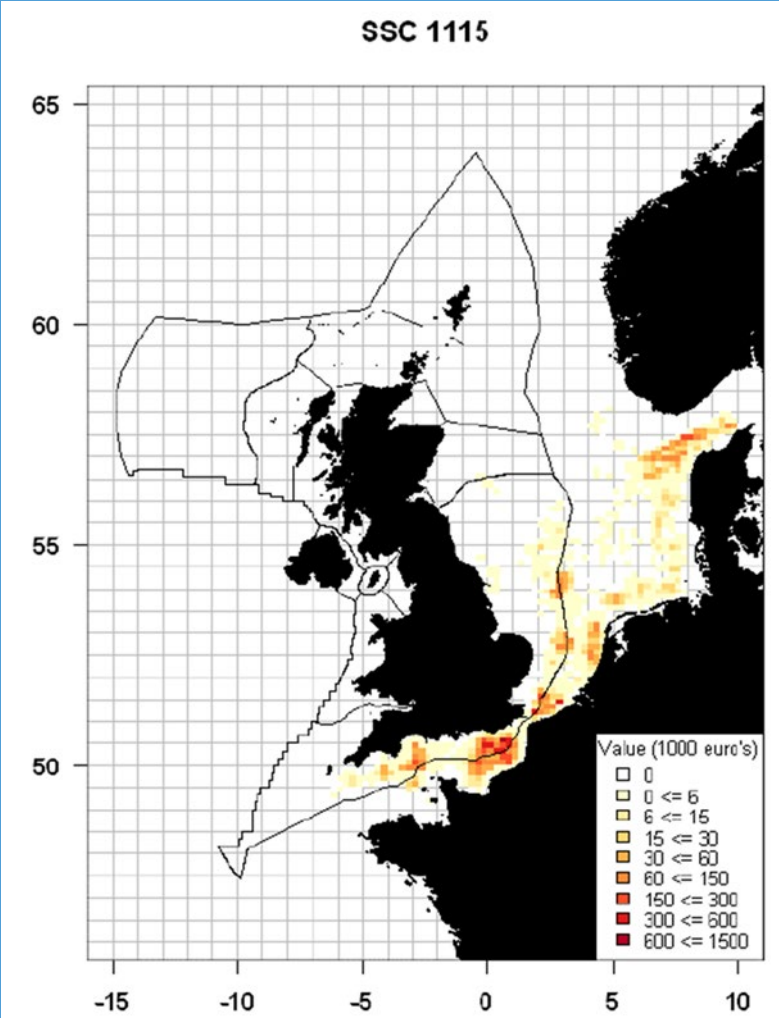 SSC 1115
65
60
55
50
Value (1000 euro's)
0
0 <= 6
6 <= 15
15 <= 30
30 <= 60
60 <= 150
150 <= 300
300 <= 600
600 <= 1500
-15 -10 -5 0 5 10